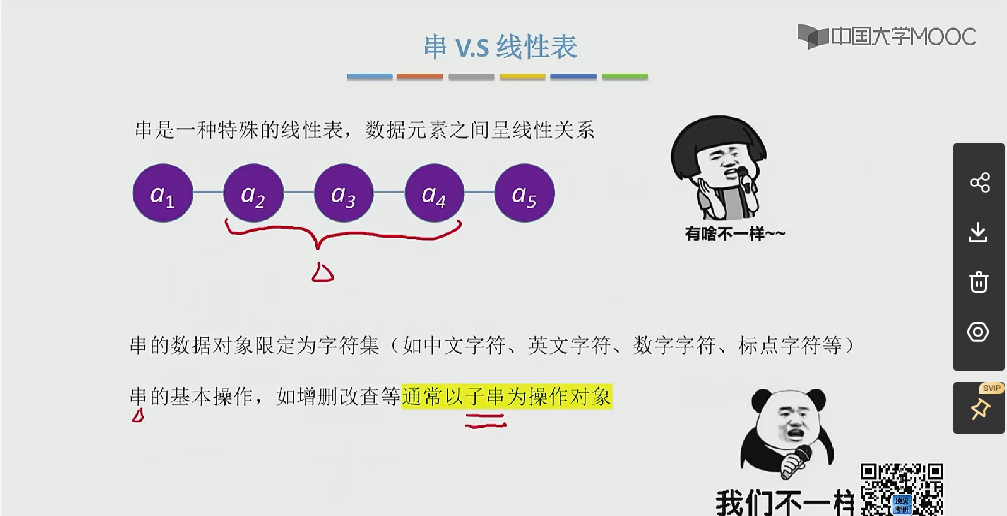 串 V.S 线性表
中国大学MOOC
串是一种特殊的线性表，数据元素之间呈线性关系
a1 a2 a3 a4 a5
有啥不一样~~
串的数据对象限定为字符集（如中文字符、英文字符、数字字符、标点字符等）
串的基本操作，如增删改查等通常以子串为操作对象
SVIP
我们不一样